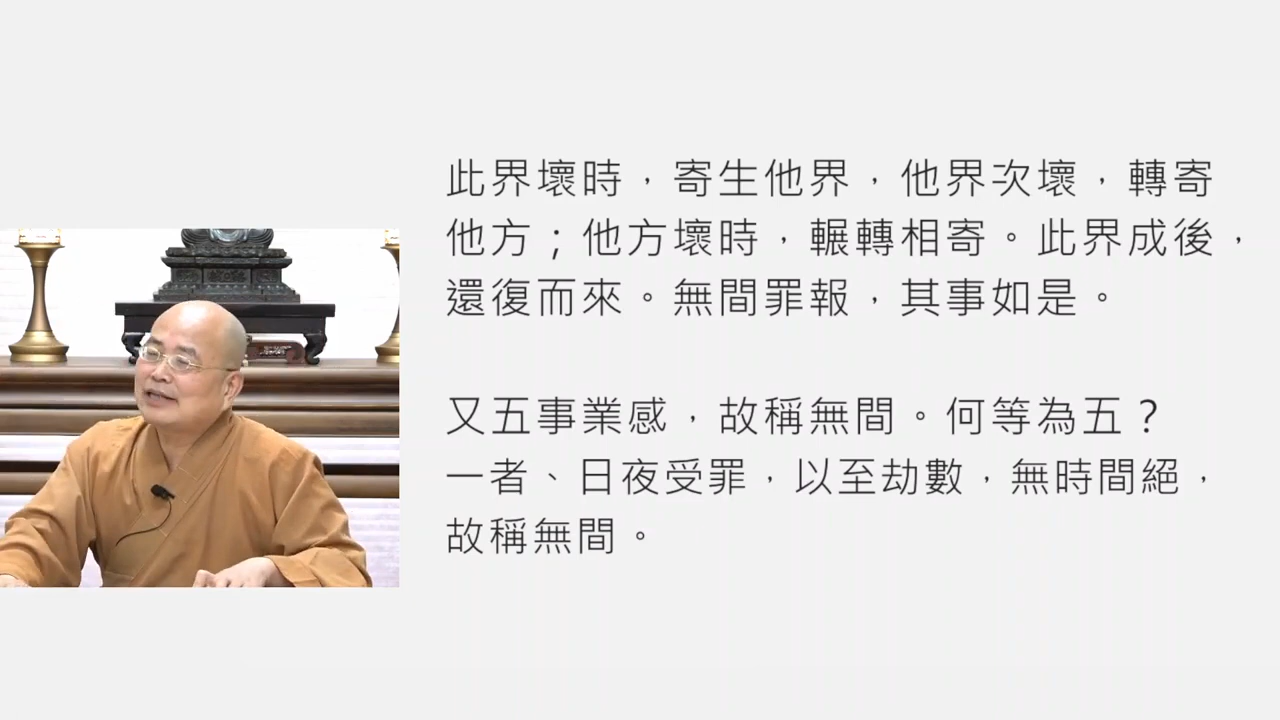 此界壞時，寄生他界，他界次壞，轉寄
他方；他方壞時，輾轉相寄。此界成後，
還復而來。無間罪報，其事如是。
又五事業感，故稱無間。何等為五？
一者、日夜受罪，以至劫數，無時間絕，
故稱無間。